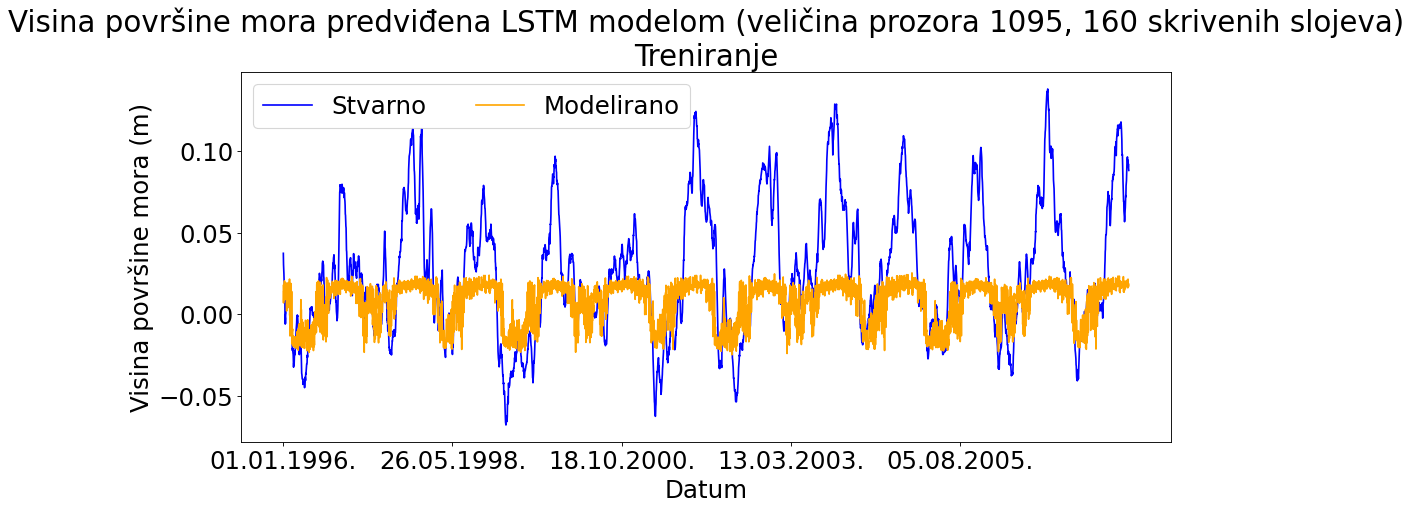 Visina površine mora predviđena LSTM modelom (veličina prozora 1095, 160 skrivenih slojeva)
Treniranje
Stvarno Modelirano
Visina površine mora (m)
0.10
0.05
0.00
−0.05
01.01.1996. 26.05.1998. 18.10.2000. 13.03.2003. 05.08.2005.
Datum